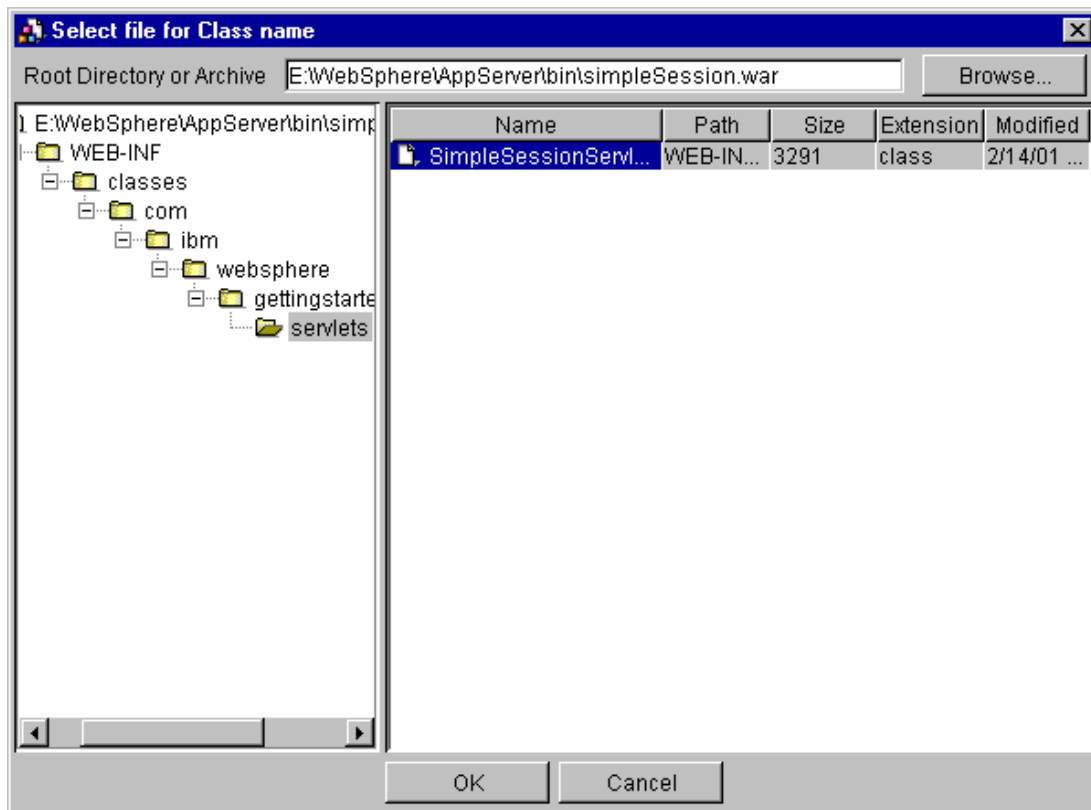 Select file for Class name
Root Directory or Archive E:\WebSphere\AppServer\bin\simpleSession.war Browse...
E:\WebSphere\AppServer\bin\simp
WEB-INF
classes
com
ibm
websphere
gettingstarte
servlets
Name Path Size Extension Modified
SimpleSessionServl... WEB-IN... 3291 class 2/14/01 ...
OK Cancel